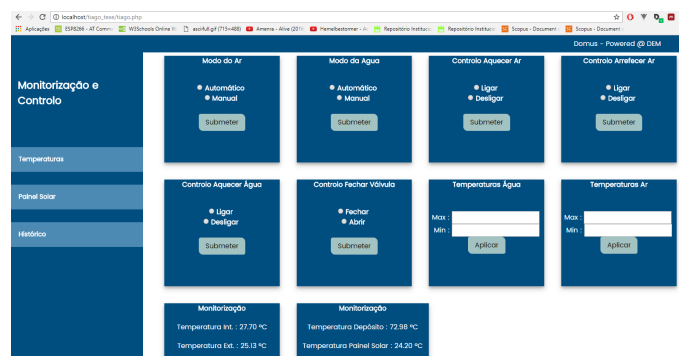 localhost/tiago_tese/tiago.php
Aplicações ESP8266 - AT Comm W3Schools Online W asciifull.gif (715×488) Amense - Alive (201 Hemelbestormer - A Repositório Institucio Repositório Institucio Scopus - Document Scopus - Document
Domus - Powered @ DEM
Monitorização e
Controlo
Temperaturas
Painel Solar
Histórico
Modo do Ar
Automático
Manual
Submeter
Modo da Agua
Automático
Manual
Submeter
Controlo Aquecer Ar
Ligar
Desligar
Submeter
Controlo Arrefecer Ar
Ligar
Desligar
Submeter
Controlo Aquecer Água
Ligar
Desligar
Submeter
Controlo Fechar Válvula
Fechar
Abrir
Submeter
Temperaturas Água
Max :
Min :
Aplicar
Temperaturas Ar
Max :
Min :
Aplicar
Monitorização
Temperatura Int. : 27.70 ºC
Temperatura Ext. : 25.13 ºC
Monitorização
Temperatura Depósito : 72.98 ºC
Temperatura Painel Solar : 24.20 ºC